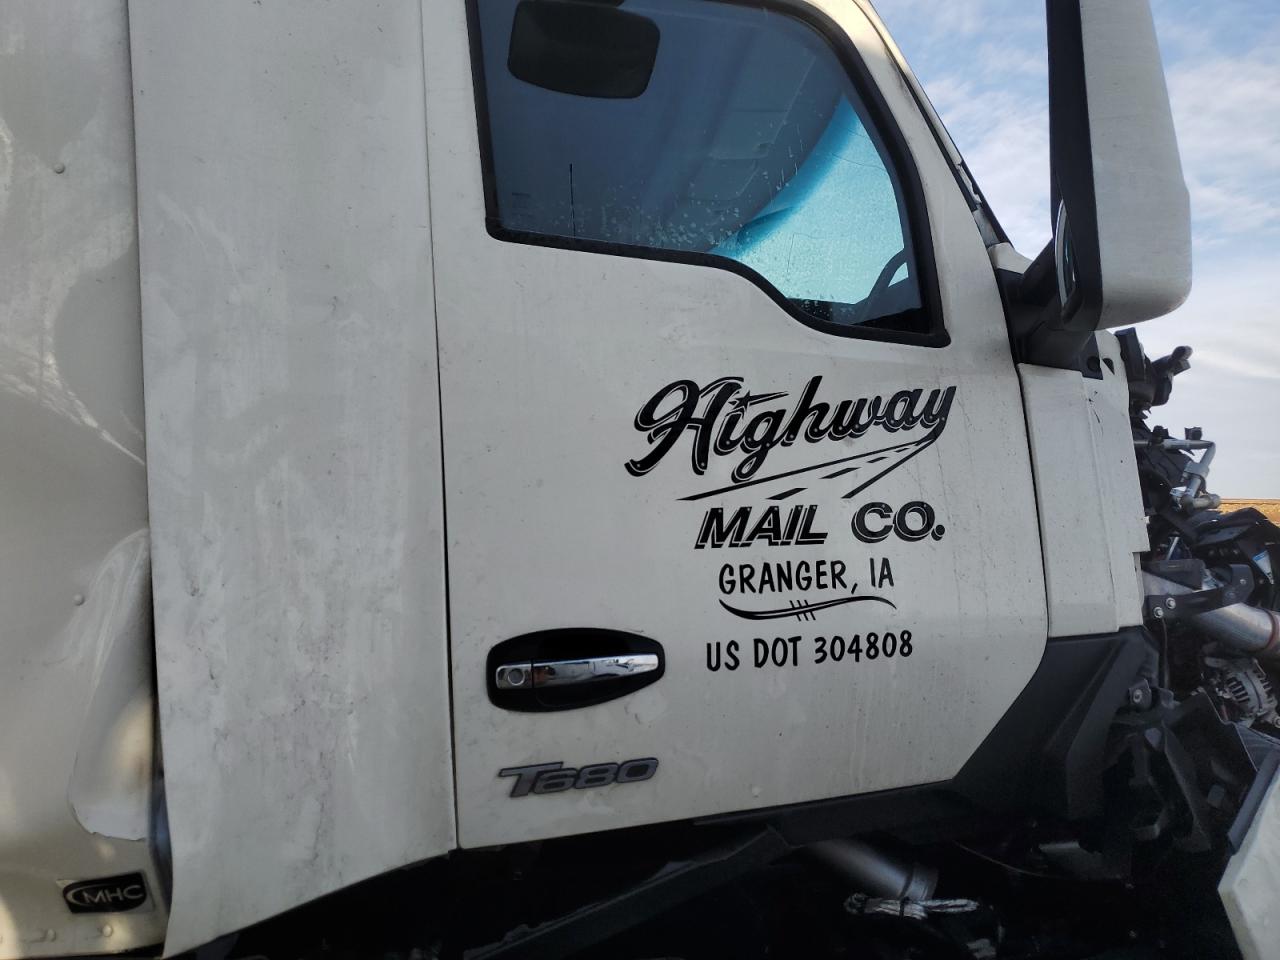 Highway
MAIL CO.
GRANGER, IA
US DOT 304808
T680
MHC